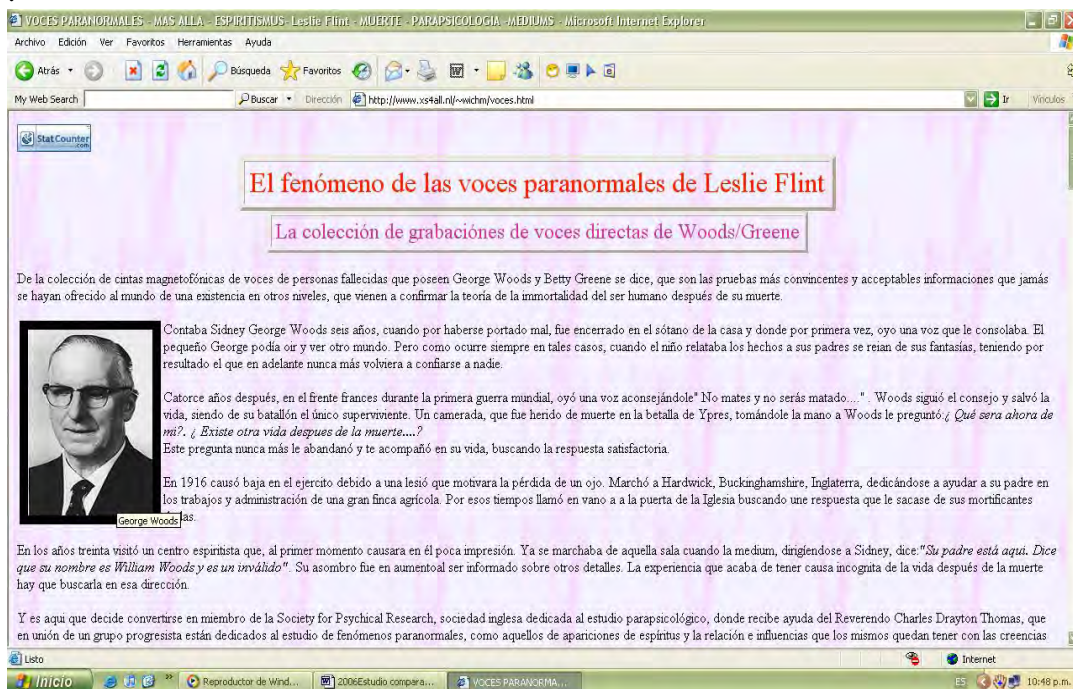 VOCES PARANORMALES - MAS ALLA - ESPIRITISMUS- Leslie Flint - MUERTE - PARAPSICOLOGIA -MEDIUMS - Microsoft Internet Explorer
Archivo Edición Ver Favoritos Herramientas Ayuda
Atrás Búsqueda Favoritos
My Web Search Buscar Dirección http://www.xs4all.nl/~wichm/voces.html Ir Vínculos
StatCounter.com
El fenómeno de las voces paranormales de Leslie Flint
La colección de grabaciónes de voces directas de Woods/Greene
De la colección de cintas magnetofónicas de voces de personas fallecidas que poseen George Woods y Betty Greene se dice, que son las pruebas más convincentes y acceptables informaciones que jamás
se hayan ofrecido al mundo de una existencia en otros niveles, que vienen a confirmar la teoría de la immortalidad del ser humano después de su muerte.
Contaba Sidney George Woods seis años, cuando por haberse portado mal, fue encerrado en el sótano de la casa y donde por primera vez, oyo una voz que le consolaba. El
pequeño George podía oir y ver otro mundo. Pero como ocurre siempre en tales casos, cuando el niño relataba los hechos a sus padres se reian de sus fantasías, teniendo por
resultado el que en adelante nunca más volviera a confiarse a nadie.
Catorce años después, en el frente frances durante la primera guerra mundial, oyó una voz aconsejándole" No mates y no serás matado....". Woods siguió el consejo y salvó la
vida, siendo de su batallón el único superviviente. Un camerada, que fue herido de muerte en la betalla de Ypres, tomándole la mano a Woods le preguntó:¿ Qué sera ahora de
mi?. ¿ Existe otra vida despues de la muerte....?
Este pregunta nunca más le abandanó y te acompañó en su vida, buscando la respuesta satisfactoria.
En 1916 causó baja en el ejercito debido a una lesió que motivara la pérdida de un ojo. Marchó a Hardwick, Buckinghamshire, Inglaterra, dedicándose a ayudar a su padre en
los trabajos y administración de una gran finca agrícola. Por esos tiempos llamó en vano a a la puerta de la Iglesia buscando una respuesta que le sacase de sus mortificantes
George Woods las.
En los años treinta visitó un centro espiritista que, al primer momento causara en él poca impresión. Ya se marchaba de aquella sala cuando la medium, dirigíendose a Sidney, dice:"Su padre está aqui. Dice
que su nombre es William Woods y es un inválido". Su asombro fue en aumentoal ser informado sobre otros detalles. La experiencia que acaba de tener causa incognita de la vida después de la muerte
hay que buscarla en esa dirección.
Y es aqui que decide convertirse en miembro de la Society for Psychical Research, sociedad inglesa dedicada al estudio parapsicológico, donde recibe ayuda del Reverendo Charles Drayton Thomas, que
en unión de un grupo progresista están dedicados al estudio de fenómenos paranormales, como aquellos de apariciones de espíritus y la relación e influencias que los mismos quedan tener con las creencias
Listo Internet
Inicio Reproductor de Wind... 2006Estudio compara... VOCES PARANORMA... ES 10:48 p.m.